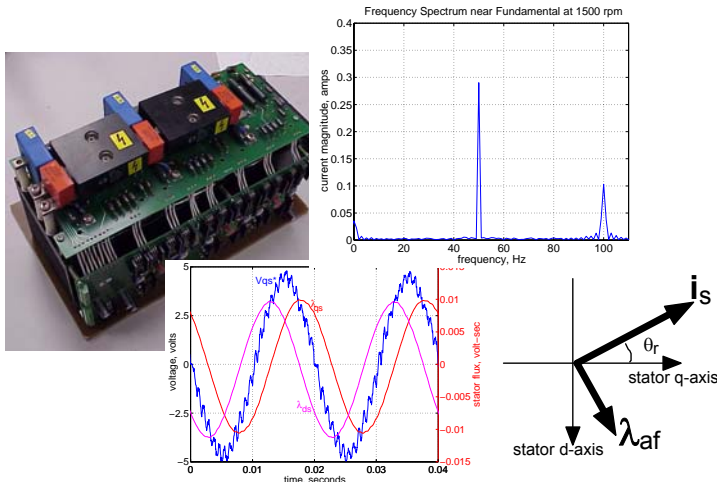 Frequency Spectrum near Fundamental at 1500 rpm
0.4
0.35
0.3
0.25
0.2
0.15
0.1
0.05
0
current magnitude, amps
0 20 40 60 80 100
frequency, Hz
5
2.5
0
-2.5
-5
voltage, volts
Vqs*
λqs
λds
0.015
0.010
0.005
0
-0.005
-0.01
-0.015
stator flux, volt-sec
0 0.01 0.02 0.03 0.04
time, seconds
is
θr
stator q-axis
λaf
stator d-axis